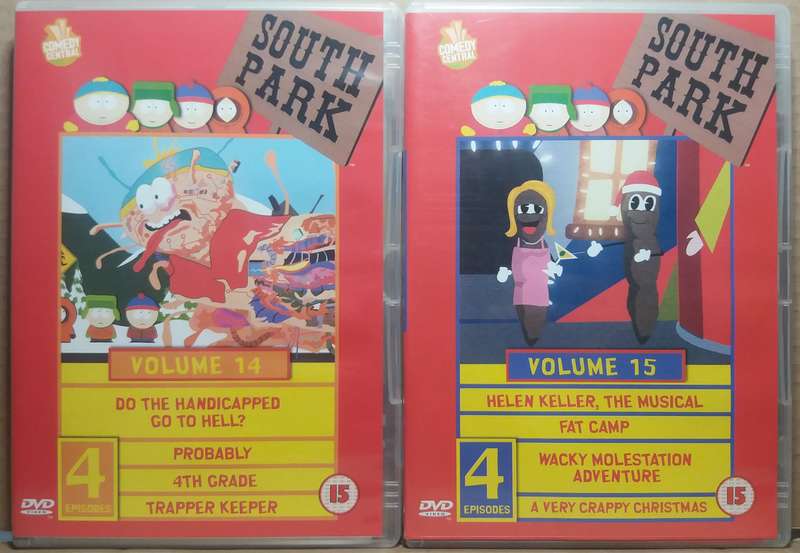 COMEDY
CENTRAL
SOUTH
PARK
VOLUME 14
DO THE HANDICAPPED
GO TO HELL?
PROBABLY
4TH GRADE
TRAPPER KEEPER
4
EPISODES
DVD
VIDEO
15
COMEDY
CENTRAL
SOUTH
PARK
VOLUME 15
HELEN KELLER, THE MUSICAL
FAT CAMP
WACKY MOLESTATION
ADVENTURE
A VERY CRAPPY CHRISTMAS
4
EPISODES
DVD
VIDEO
15